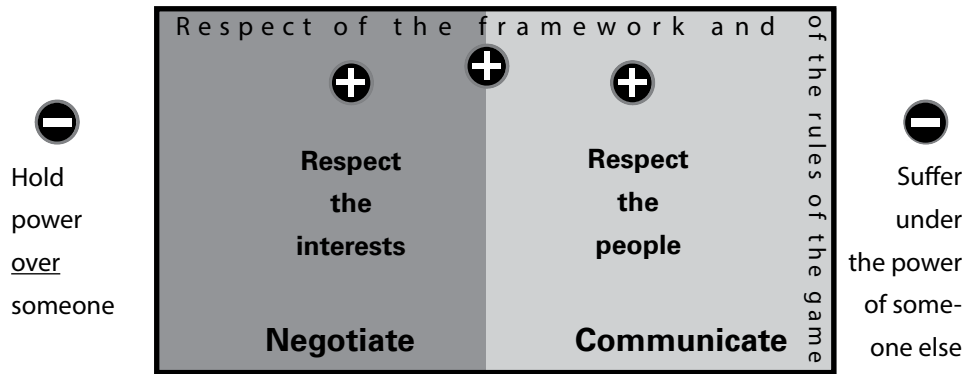 Respect of the framework and
of the rules of the game
Hold
power
over
someone
Respect
the
interests
Negotiate
Respect
the
people
Communicate
Suffer
under
the power
of some-
one else